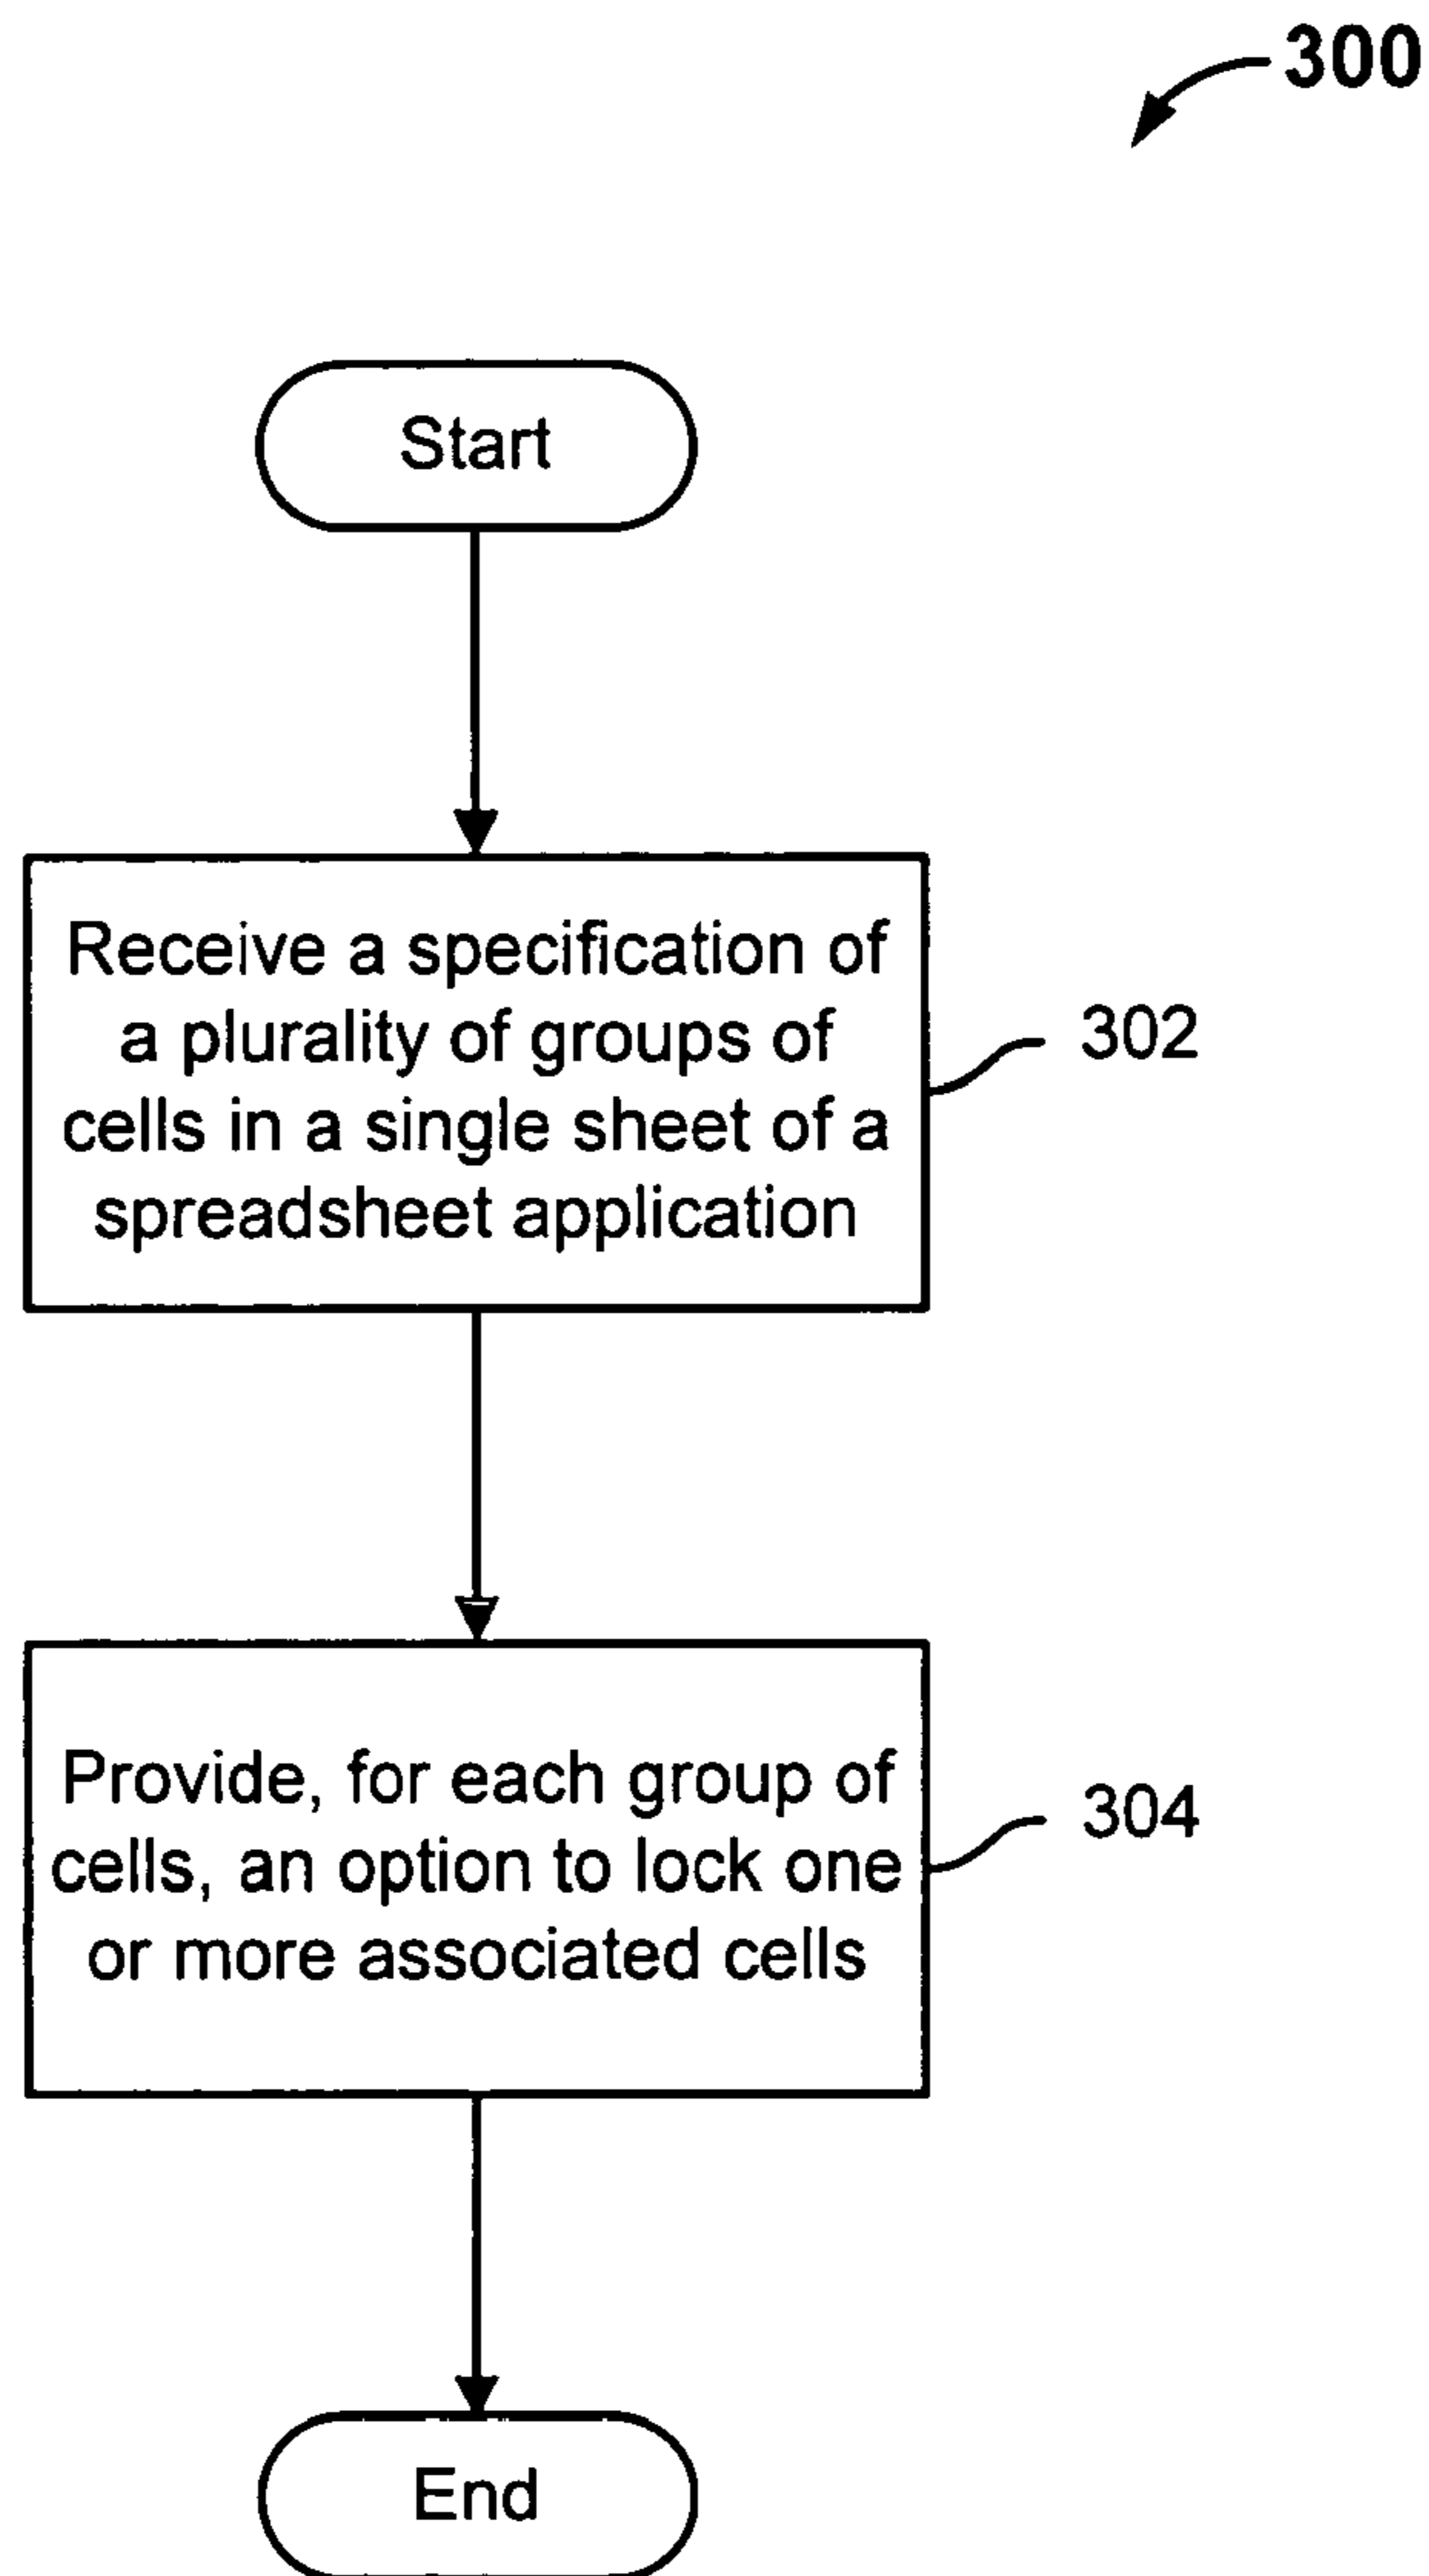 300
Start
Receive a specification of
a plurality of groups of
cells in a single sheet of a
spreadsheet application
302
Provide, for each group of
cells, an option to lock one
or more associated cells
304
End